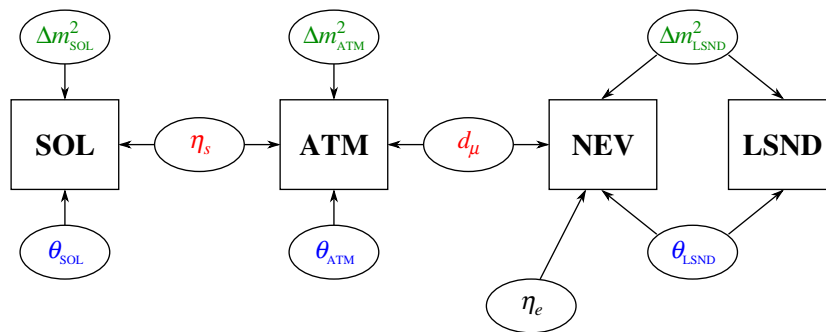 Δm²SOL Δm²ATM Δm²LSND
SOL ηs ATM dμ NEV LSND
θSOL θATM θLSND
ηe